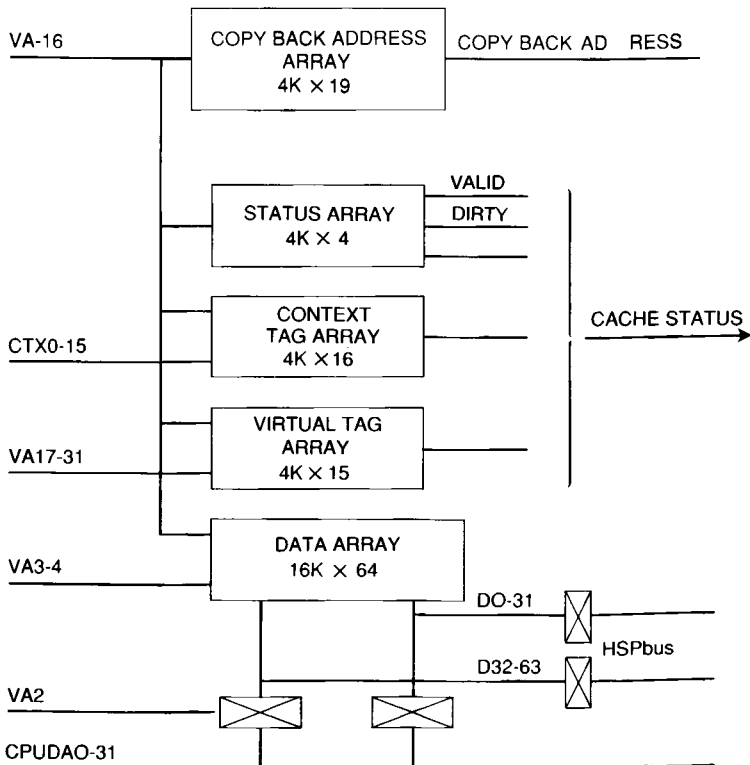 VA-16
COPY BACK ADDRESS
ARRAY
4K × 19
COPY BACK AD RESS
STATUS ARRAY
4K × 4
VALID
DIRTY
CONTEXT
TAG ARRAY
4K × 16
CACHE STATUS
CTX0-15
VIRTUAL TAG
ARRAY
4K × 15
VA17-31
DATA ARRAY
16K × 64
VA3-4
DO-31
HSPbus
D32-63
VA2
CPUDAO-31